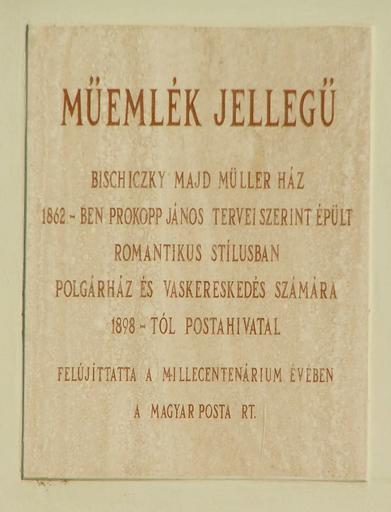 MŰEMLÉK JELLEGŰ
BISCHICZKY MAJD MÜLLER HÁZ
1862 - BEN PROKOPP JÁNOS TERVEI SZERINT ÉPÜLT
ROMANTIKUS STÍLUSBAN
POLGÁRHÁZ ÉS VASKERESKEDÉS SZÁMÁRA
1898 - TÓL POSTAHIVATAL
FELÚJÍTTATTA A MILLECENTENÁRIUM ÉVÉBEN
A MAGYAR POSTA RT.